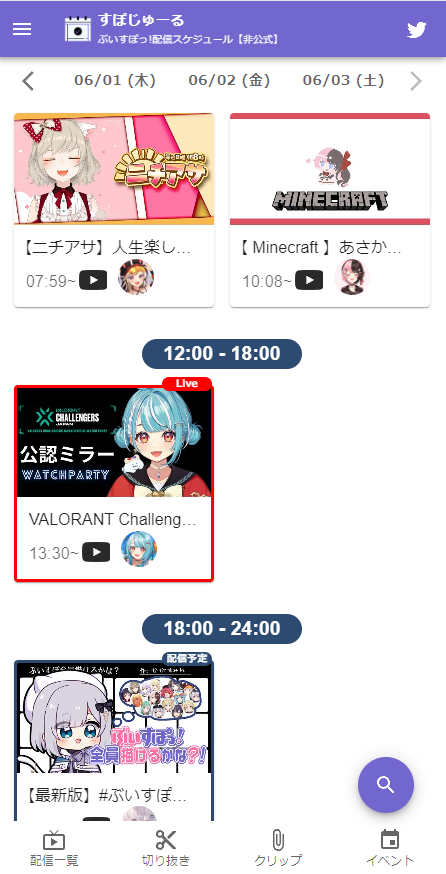 すぽじゅーる
ぶいすぽっ!配信スケジュール【非公式】
06/01 (木)
06/02 (金)
06/03 (土)
ニチアサ
【ニチアサ】人生楽し...
07:59~
MINECRAFT
【 Minecraft 】あさか...
10:08~
12:00 - 18:00
Live
VALORANT
CHALLENGERS
JAPAN
公認ミラー
WATCHPARTY
VALORANT Challeng...
13:30~
18:00 - 24:00
配信予定
ぶいすぽっ!
全員描けるかな?!
【最新版】#ぶいすぽ...
配信一覧
切り抜き
クリップ
イベント